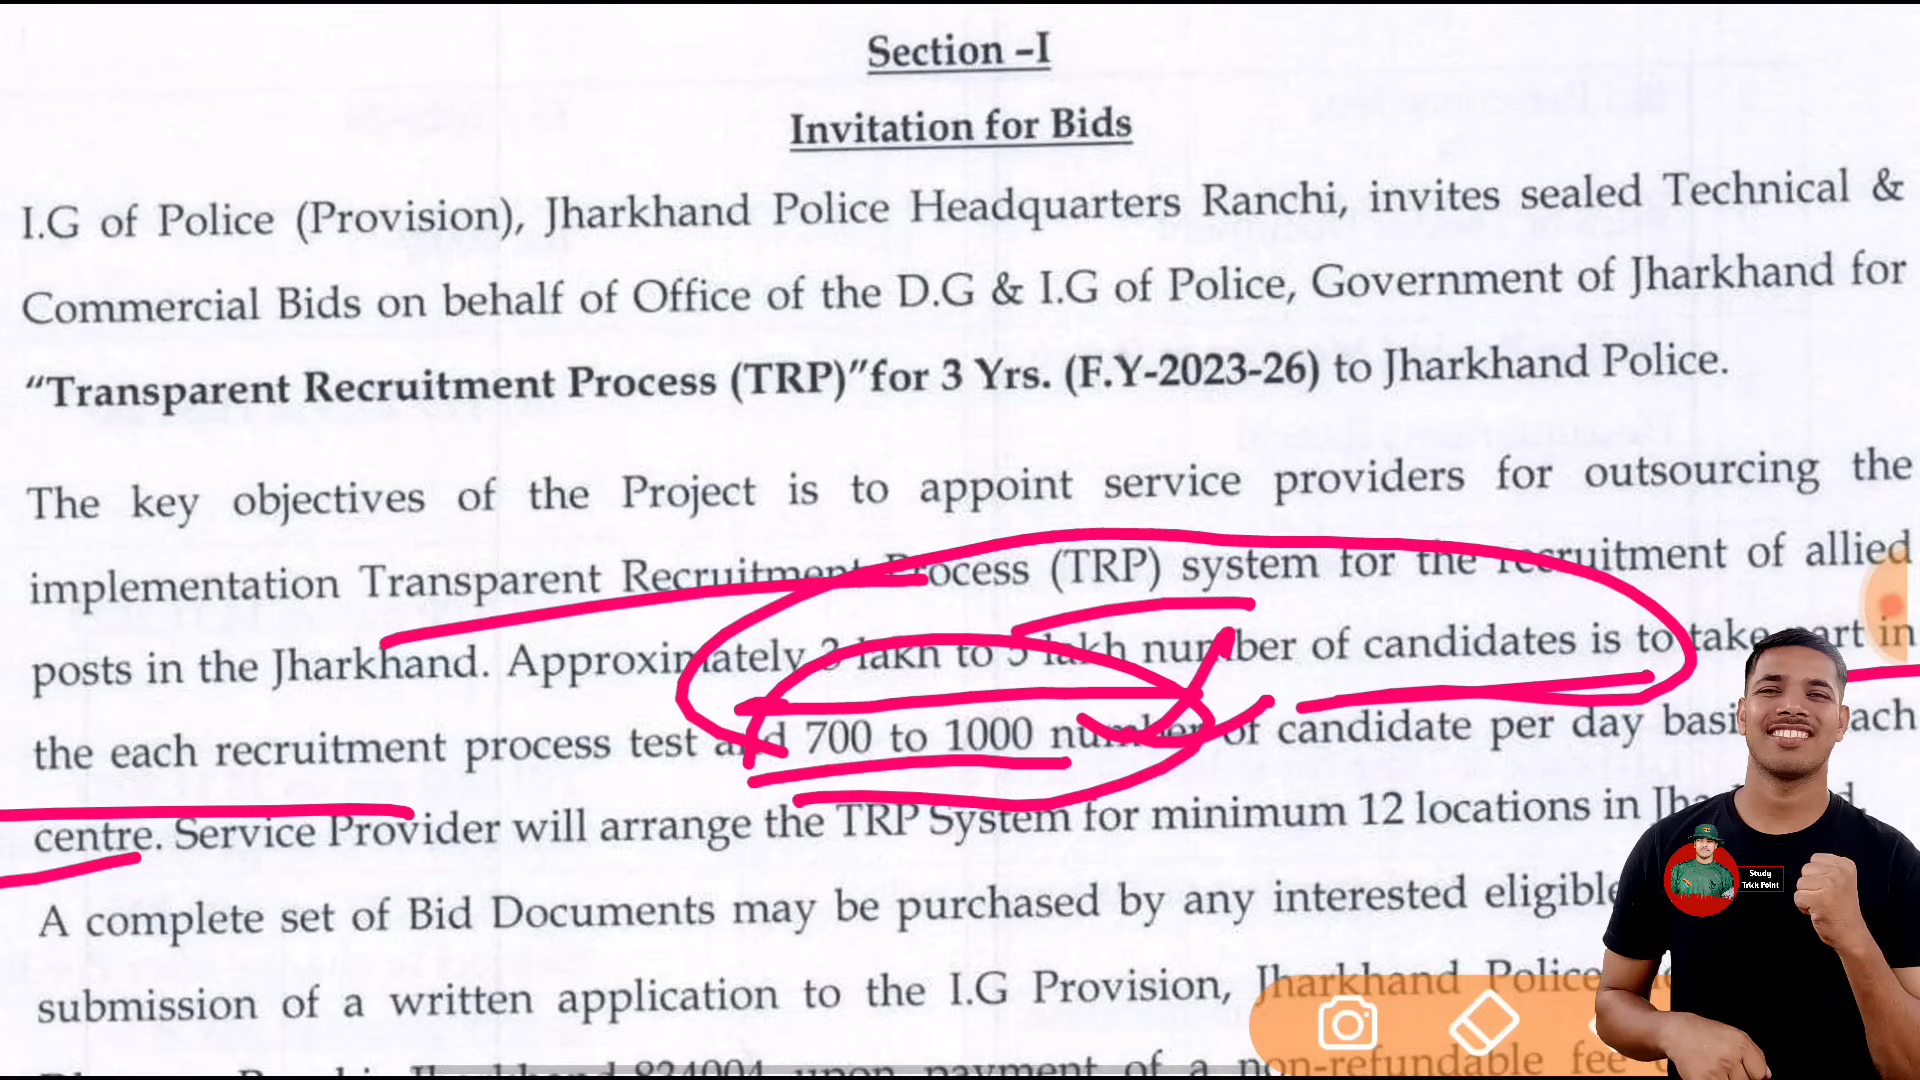 Section –I
Invitation for Bids
I.G of Police (Provision), Jharkhand Police Headquarters Ranchi, invites sealed Technical &
Commercial Bids on behalf of Office of the D.G & I.G of Police, Government of Jharkhand for
“Transparent Recruitment Process (TRP)”for 3 Yrs. (F.Y-2023-26) to Jharkhand Police.
The key objectives of the Project is to appoint service providers for outsourcing the
implementation Transparent Recruitment Process (TRP) system for the recruitment of allied
posts in the Jharkhand. Approximately lakh to lakh number of candidates is to take part in
the each recruitment process test and 700 to 1000 number of candidate per day
centre. Service Provider will arrange the TRP System for minimum 12 locations in
A complete set of Bid Documents may be purchased by any interested eligible
submission of a written application to the I.G Provision, Jharkhand Police
upon payment of a non-refundable fee
Study
Trick Point